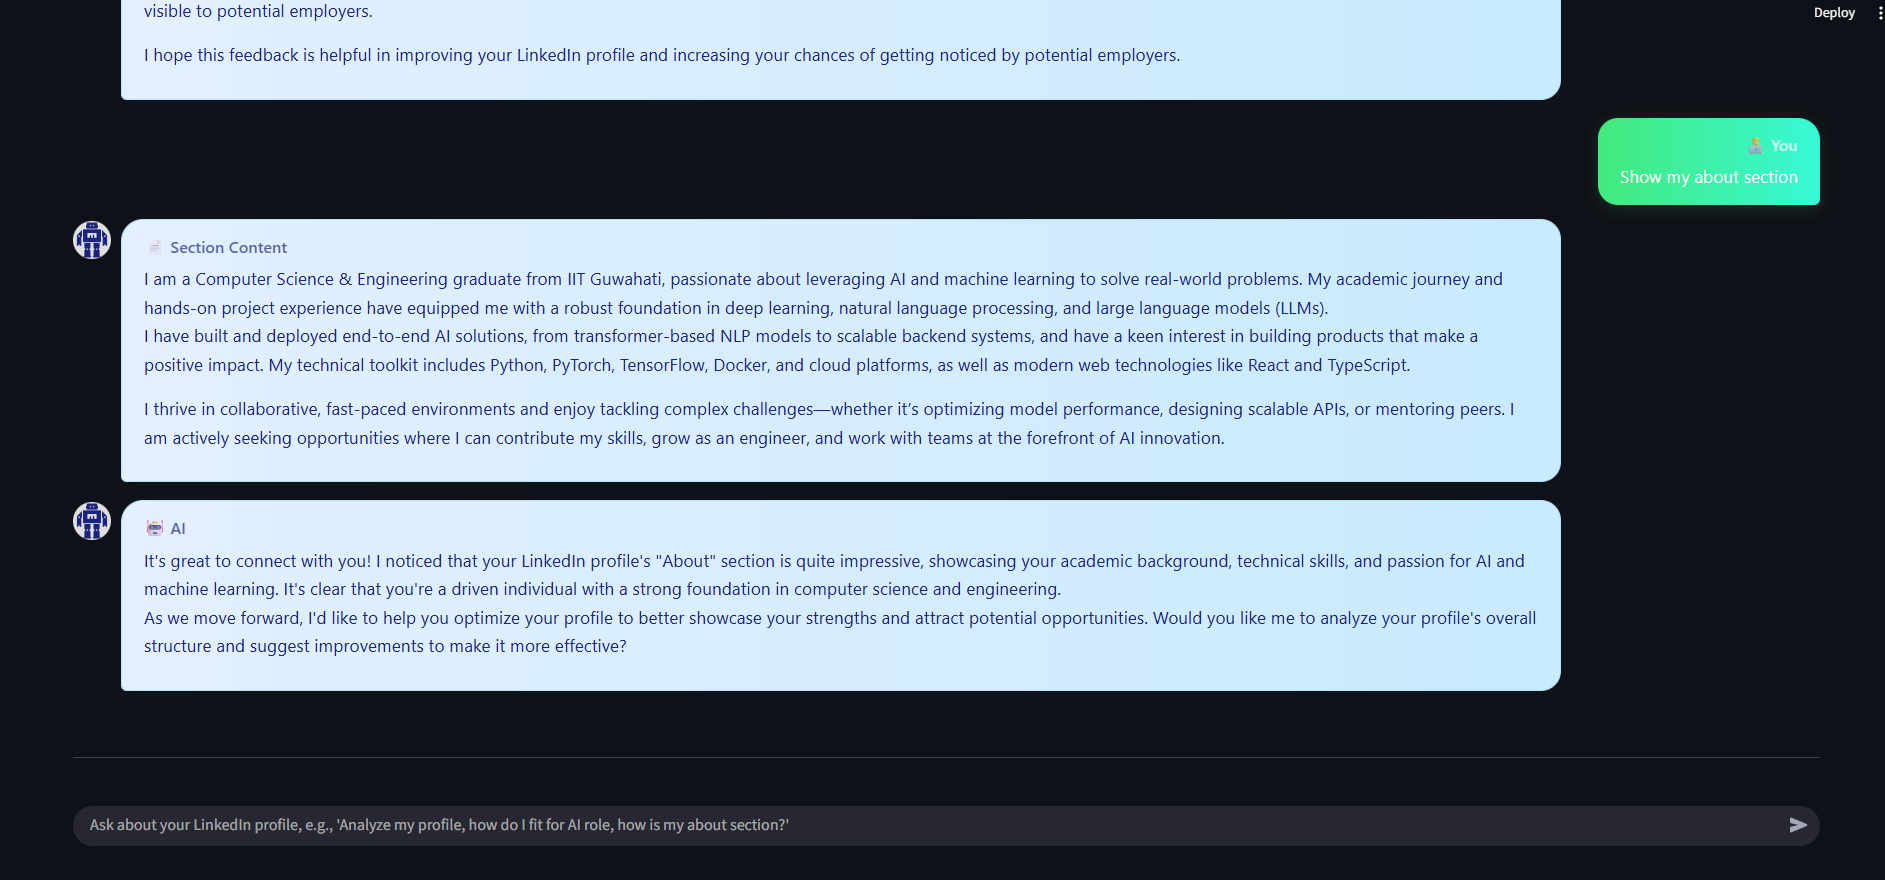 Deploy
visible to potential employers.
I hope this feedback is helpful in improving your LinkedIn profile and increasing your chances of getting noticed by potential employers.
You
Show my about section
Section Content
I am a Computer Science & Engineering graduate from IIT Guwahati, passionate about leveraging AI and machine learning to solve real-world problems. My academic journey and
hands-on project experience have equipped me with a robust foundation in deep learning, natural language processing, and large language models (LLMs).
I have built and deployed end-to-end AI solutions, from transformer-based NLP models to scalable backend systems, and have a keen interest in building products that make a
positive impact. My technical toolkit includes Python, PyTorch, TensorFlow, Docker, and cloud platforms, as well as modern web technologies like React and TypeScript.
I thrive in collaborative, fast-paced environments and enjoy tackling complex challenges—whether it's optimizing model performance, designing scalable APIs, or mentoring peers. I
am actively seeking opportunities where I can contribute my skills, grow as an engineer, and work with teams at the forefront of AI innovation.
AI
It's great to connect with you! I noticed that your LinkedIn profile's "About" section is quite impressive, showcasing your academic background, technical skills, and passion for AI and
machine learning. It's clear that you're a driven individual with a strong foundation in computer science and engineering.
As we move forward, I'd like to help you optimize your profile to better showcase your strengths and attract potential opportunities. Would you like me to analyze your profile's overall
structure and suggest improvements to make it more effective?
Ask about your LinkedIn profile, e.g., 'Analyze my profile, how do I fit for AI role, how is my about section?'